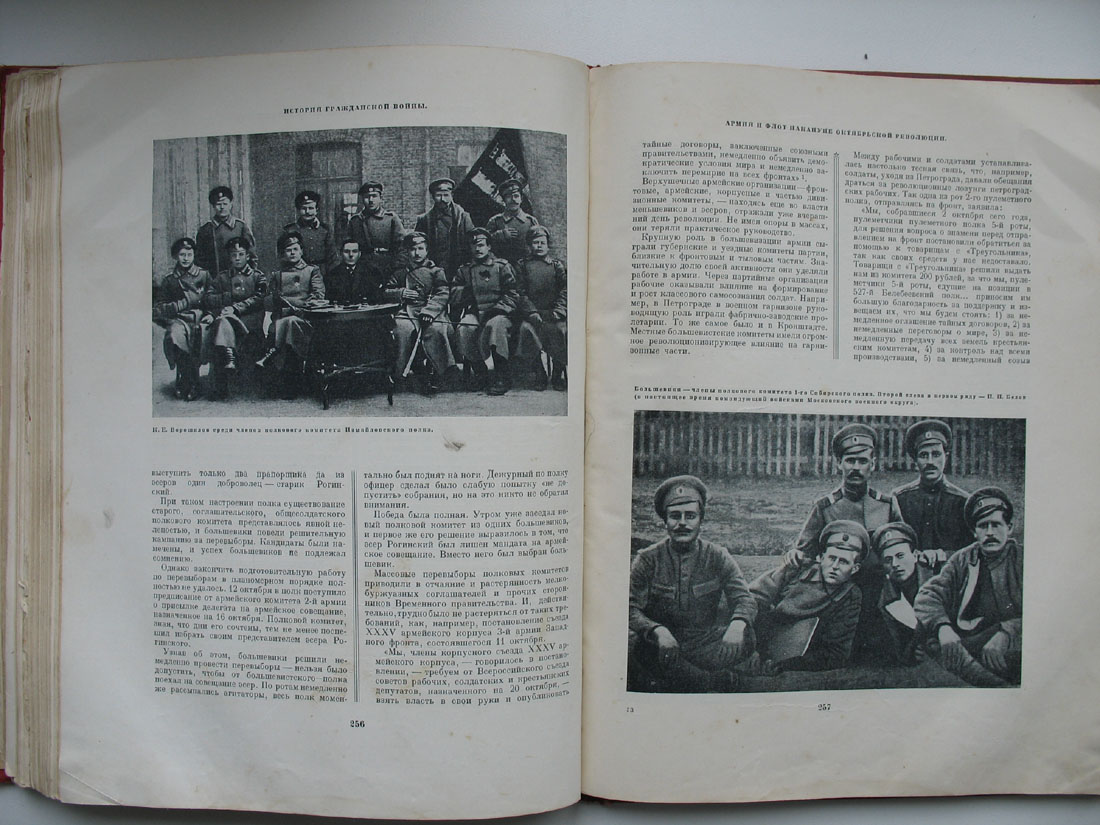 ИСТОРИЯ ГРАЖДАНСКОЙ ВОЙНЫ.
К. Е. Ворошилов среди членов полкового комитета Измайловского полка.
выступить только два прапорщика да из
эсеров один доброволец — старик Рогин-
ский.
При таком настроении полка существование
старого, соглашательского, общесолдатского
полкового комитета представлялось явной не-
лепостью, и большевики повели решительную
кампанию за перевыборы. Кандидаты были на-
мечены, и успех большевиков не подлежал
сомнению.
Однако закончить подготовительную работу
по перевыборам в планомерном порядке пол-
ностью не удалось. 12 октября в полк поступило
предписание от армейского комитета 2-й армии
о присылке делегата на армейское совещание,
назначенное на 16 октября. Полковой комитет,
зная, что дни его сочтены, тем не менее поспе-
шил избрать своим представителем эсера Ро-
гинского.
Узнав об этом, большевики решили не-
медленно провести перевыборы — нельзя было
допустить, чтобы от большевистского полка
поехал на совещание эсер. По ротам немедленно
же рассыпались агитаторы, весь полк момен-
тально был поднят на ноги. Дежурный по полку
офицер сделал было слабую попытку «не до-
пустить» собрания, но на это никто не обратил
внимания.
Победа была полная. Утром уже заседал но-
вый полковой комитет из одних большевиков,
и первое же его решение выразилось в том, что
эсер Рогинский был лишен мандата на армей-
ское совещание. Вместо него был выбран боль-
шевик.
Массовые перевыборы полковых комитетов
приводили в отчаяние и растерянность мелко-
буржуазных соглашателей и прочих сторон-
ников Временного правительства. И, действи-
тельно, трудно было не растеряться от таких тре-
бований, как, например, постановление съезда
XXXV армейского корпуса 3-й армии Запад-
ного фронта, состоявшегося 11 октября.
«Мы, члены корпусного съезда XXXV ар-
мейского корпуса, — говорилось в постано-
влении, — требуем от Всероссийского съезда
советов рабочих, солдатских и крестьянских
депутатов, назначенного на 20 октября, —
взять власть в свои руки и опубликовать
256
АРМИЯ И ФЛОТ НАКАНУНЕ ОКТЯБРЬСКОЙ РЕВОЛЮЦИИ.
тайные договоры, заключенные союзными
правительствами, немедленно объявить демо-
кратические условия мира и немедленно за-
ключить перемирие на всех фронтах» 1.
Верхушечные армейские организации — фрон-
товые, армейские, корпусные и частью диви-
зионные комитеты, — находясь еще во власти
меньшевиков и эсеров, отражали уже вчераш-
ний день революции. Не имея опоры в массах,
они теряли практическое руководство.
Крупную роль в большевизации армии сы-
грали губернские и уездные комитеты партии,
близкие к фронтовым и тыловым частям. Зна-
чительную долю своей активности они уделили
работе в армии. Через партийные организации
рабочие оказывали влияние на формирование
и рост классового самосознания солдат. Напри-
мер, в Петрограде в военном гарнизоне руко-
водящую роль играли фабрично-заводские про-
летарии. То же самое было и в Кронштадте.
Местные большевистские комитеты имели огром-
ное революционизирующее влияние на гарни-
зонные части.
Между рабочими и солдатами устанавлива-
лась настолько тесная связь, что, например,
солдаты, уходя из Петрограда, давали обещания
драться за революционные лозунги петроград-
ских рабочих. Так одна из рот 2-го пулеметного
полка, отправляясь на фронт, заявила:
«Мы, собравшиеся 2 октября сего года,
пулеметчики пулеметного полка 5-й роты,
для решения вопроса о знамени перед отпра-
влением на фронт постановили обратиться за
помощью к товарищам с «Треугольника»,
так как своих средств у нее недоставало.
Товарищи с «Треугольника» решили выдать
нам из комитета 200 рублей, за что мы, пуле-
метчики 5-й роты, едущие на позиции в
527-й Белебеевский полк... приносим им
большую благодарность за поддержку и из-
вещаем их, что мы будем стоять: 1) за не-
медленное оглашение тайных договоров, 2) за
немедленные переговоры о мире, 3) за не-
медленную передачу всех земель крестьян-
ским комитетам, 4) за контроль над всеми
производствами, 5) за немедленный созыв
Большевики — члены полкового комитета 1-го Сибирского полка. Второй слева в первом ряду — И. П. Белов
(в настоящее время командующий войсками Московского военного округа).
13
257